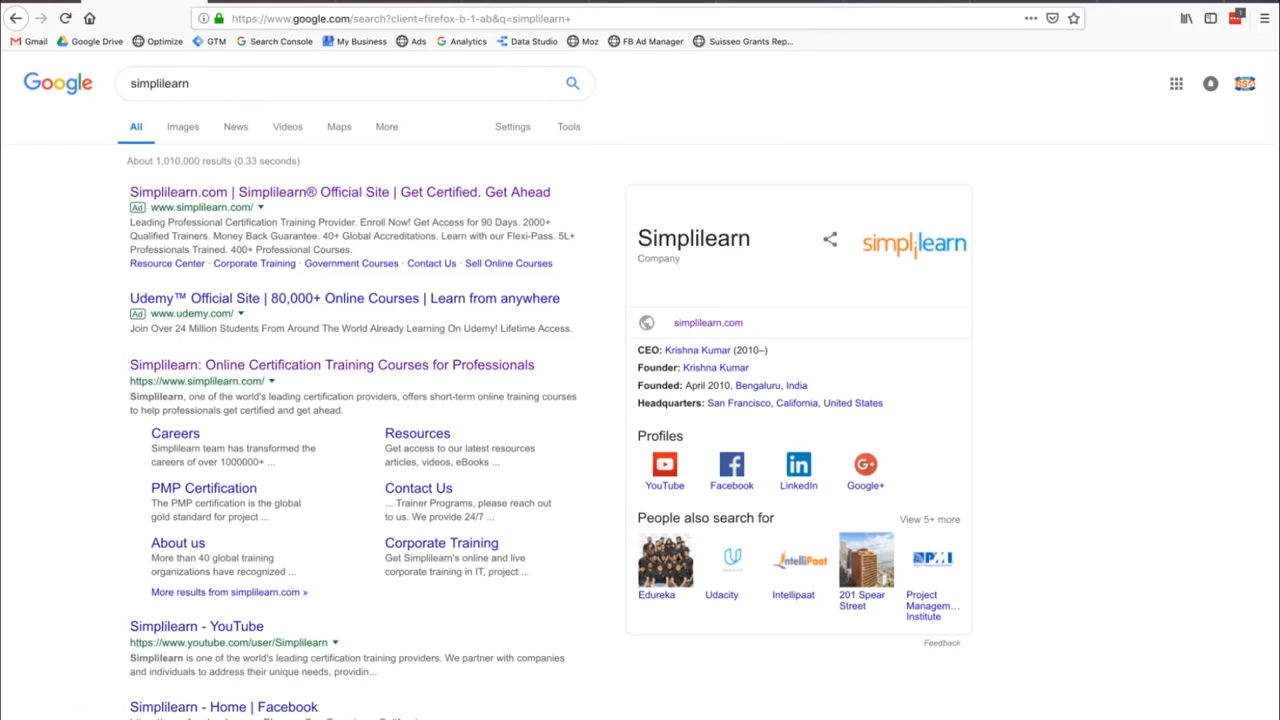 https://www.google.com/search?client=firefox-b-1-ab&q=simplilearn+
1
Gmail Google Drive Optimize GTM Search Console My Business Ads Analytics Data Studio Moz FB Ad Manager Suisseo Grants Rep...
Google
simplilearn
All Images News Videos Maps More Settings Tools
About 1,010,000 results (0.33 seconds)
Simplilearn.com | Simplilearn® Official Site | Get Certified. Get Ahead
Ad www.simplilearn.com/
Leading Professional Certification Training Provider. Enroll Now! Get Access for 90 Days. 2000+
Qualified Trainers. Money Back Guarantee. 40+ Global Accreditations. Learn with our Flexi-Pass. 5L+
Professionals Trained. 400+ Professional Courses.
Resource Center · Corporate Training · Government Courses · Contact Us · Sell Online Courses
Udemy™ Official Site | 80,000+ Online Courses | Learn from anywhere
Ad www.udemy.com/
Join Over 24 Million Students From Around The World Already Learning On Udemy! Lifetime Access.
Simplilearn: Online Certification Training Courses for Professionals
https://www.simplilearn.com/
Simplilearn, one of the world's leading certification providers, offers short-term online training courses
to help professionals get certified and get ahead.
Careers
Simplilearn team has transformed the
careers of over 1000000+ ...
Resources
Get access to our latest resources
articles, videos, eBooks ...
PMP Certification
The PMP certification is the global
gold standard for project ...
Contact Us
... Trainer Programs, please reach out
to us. We provide 24/7 ...
About us
More than 40 global training
organizations have recognized ...
Corporate Training
Get Simplilearn's online and live
corporate training in IT, project ...
More results from simplilearn.com »
Simplilearn - YouTube
https://www.youtube.com/user/Simplilearn
Simplilearn is one of the world's leading certification training providers. We partner with companies
and individuals to address their unique needs, providin...
Simplilearn - Home | Facebook
Simplilearn
Company
simplilearn
simplilearn.com
CEO: Krishna Kumar (2010–)
Founder: Krishna Kumar
Founded: April 2010, Bengaluru, India
Headquarters: San Francisco, California, United States
Profiles
YouTube Facebook LinkedIn Google+
People also search for View 5+ more
IntelliPaat PMI
Edureka Udacity Intellipaat 201 Spear Street Project Managem... Institute
Feedback